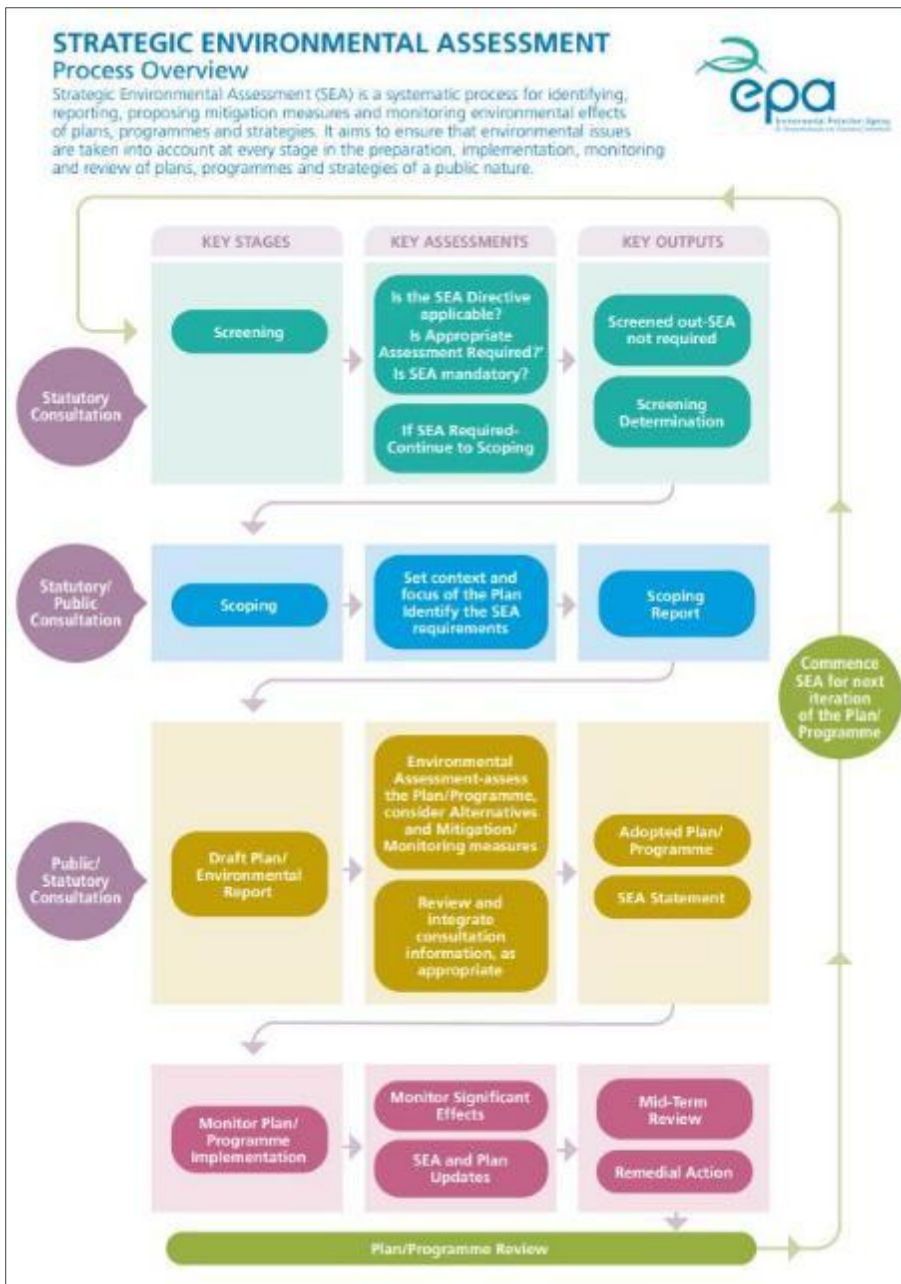 STRATEGIC ENVIRONMENTAL ASSESSMENT
Process Overview
Strategic Environmental Assessment (SEA) is a systematic process for identifying,
reporting, proposing mitigation measures and monitoring environmental effects
of plans, programmes and strategies. It aims to ensure that environmental issues
are taken into account at every stage in the preparation, implementation, monitoring
and review of plans, programmes and strategies of a public nature.
epa
Environmental Protection Agency
KEY STAGES
KEY ASSESSMENTS
KEY OUTPUTS
Statutory
Consultation
Screening
Is the SEA Directive
applicable?
Is Appropriate
Assessment Required?'
Is SEA mandatory?
If SEA Required-
Continue to Scoping
Screened out-SEA
not required
Screening
Determination
Statutory/
Public
Consultation
Scoping
Set context and
focus of the Plan
Identify the SEA
requirements
Scoping
Report
Commence
SEA for next
iteration
of the Plan/
Programme
Public/
Statutory
Consultation
Draft Plan/
Environmental
Report
Environmental
Assessment-assess
the Plan/Programme,
consider Alternatives
and Mitigation/
Monitoring measures
Review and
integrate
consultation
information, as
appropriate
Adopted Plan/
Programme
SEA Statement
Monitor Plan/
Programme
Implementation
Monitor Significant
Effects
SEA and Plan
Updates
Mid-Term
Review
Remedial Action
Plan/Programme Review